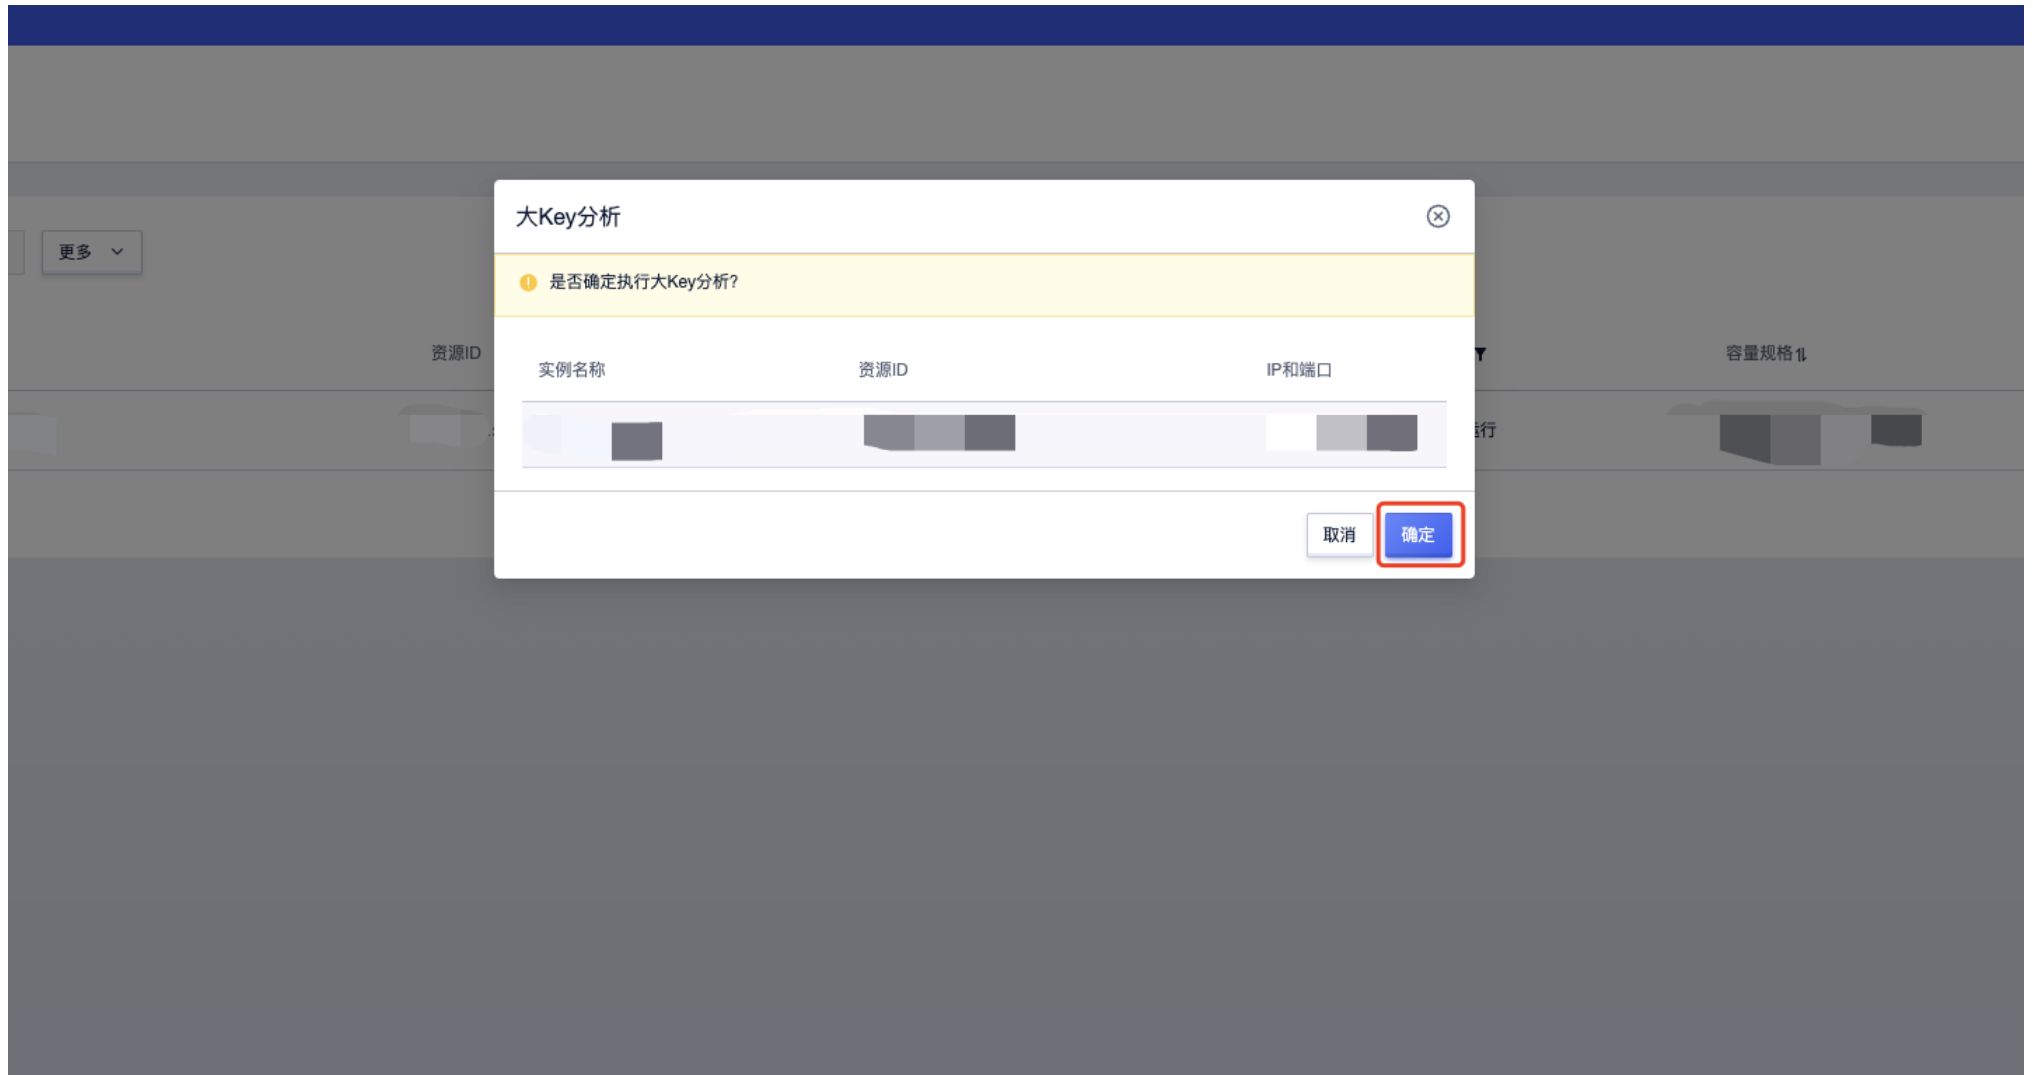 大Key分析
更多
是否确定执行大Key分析?
资源ID
容量规格
实例名称 资源ID IP和端口
行
取消 确定